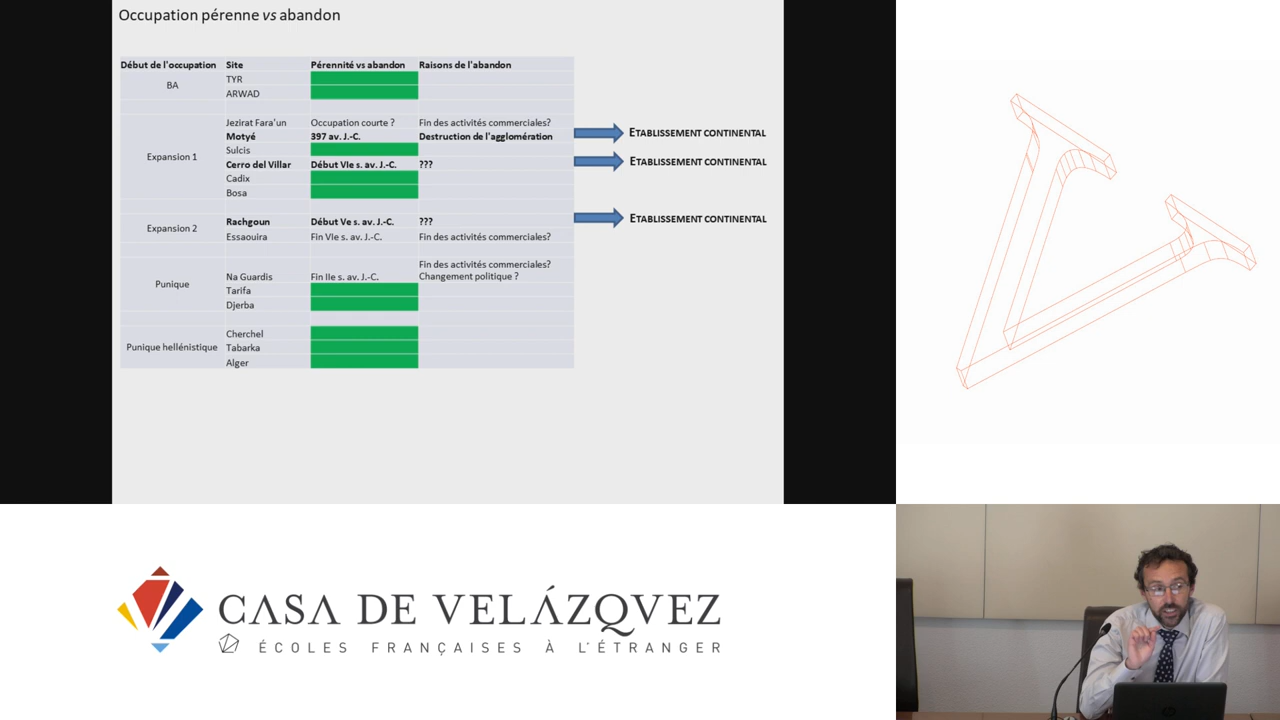 Occupation pérenne vs abandon
Début de l'occupation Site Pérennité vs abandon Raisons de l'abandon
BA
TYR
ARWAD
Expansion 1
Jezirat Fara'un Occupation courte ? Fin des activités commerciales?
Motyé 397 av. J.-C. Destruction de l'agglomération
ETABLISSEMENT CONTINENTAL
Sulcis
Cerro del Villar Début VIe s. av. J.-C. ???
ETABLISSEMENT CONTINENTAL
Cadix
Bosa
Expansion 2
Rachgoun Début Ve s. av. J.-C. ???
ETABLISSEMENT CONTINENTAL
Essaouira Fin VIe s. av. J.-C. Fin des activités commerciales?
Punique
Na Guardis Fin IIe s. av. J.-C. Fin des activités commerciales?
Changement politique ?
Tarifa
Djerba
Punique hellénistique
Cherchel
Tabarka
Alger
CASA DE VELÁZQVEZ
ÉCOLES FRANÇAISES À L'ÉTRANGER